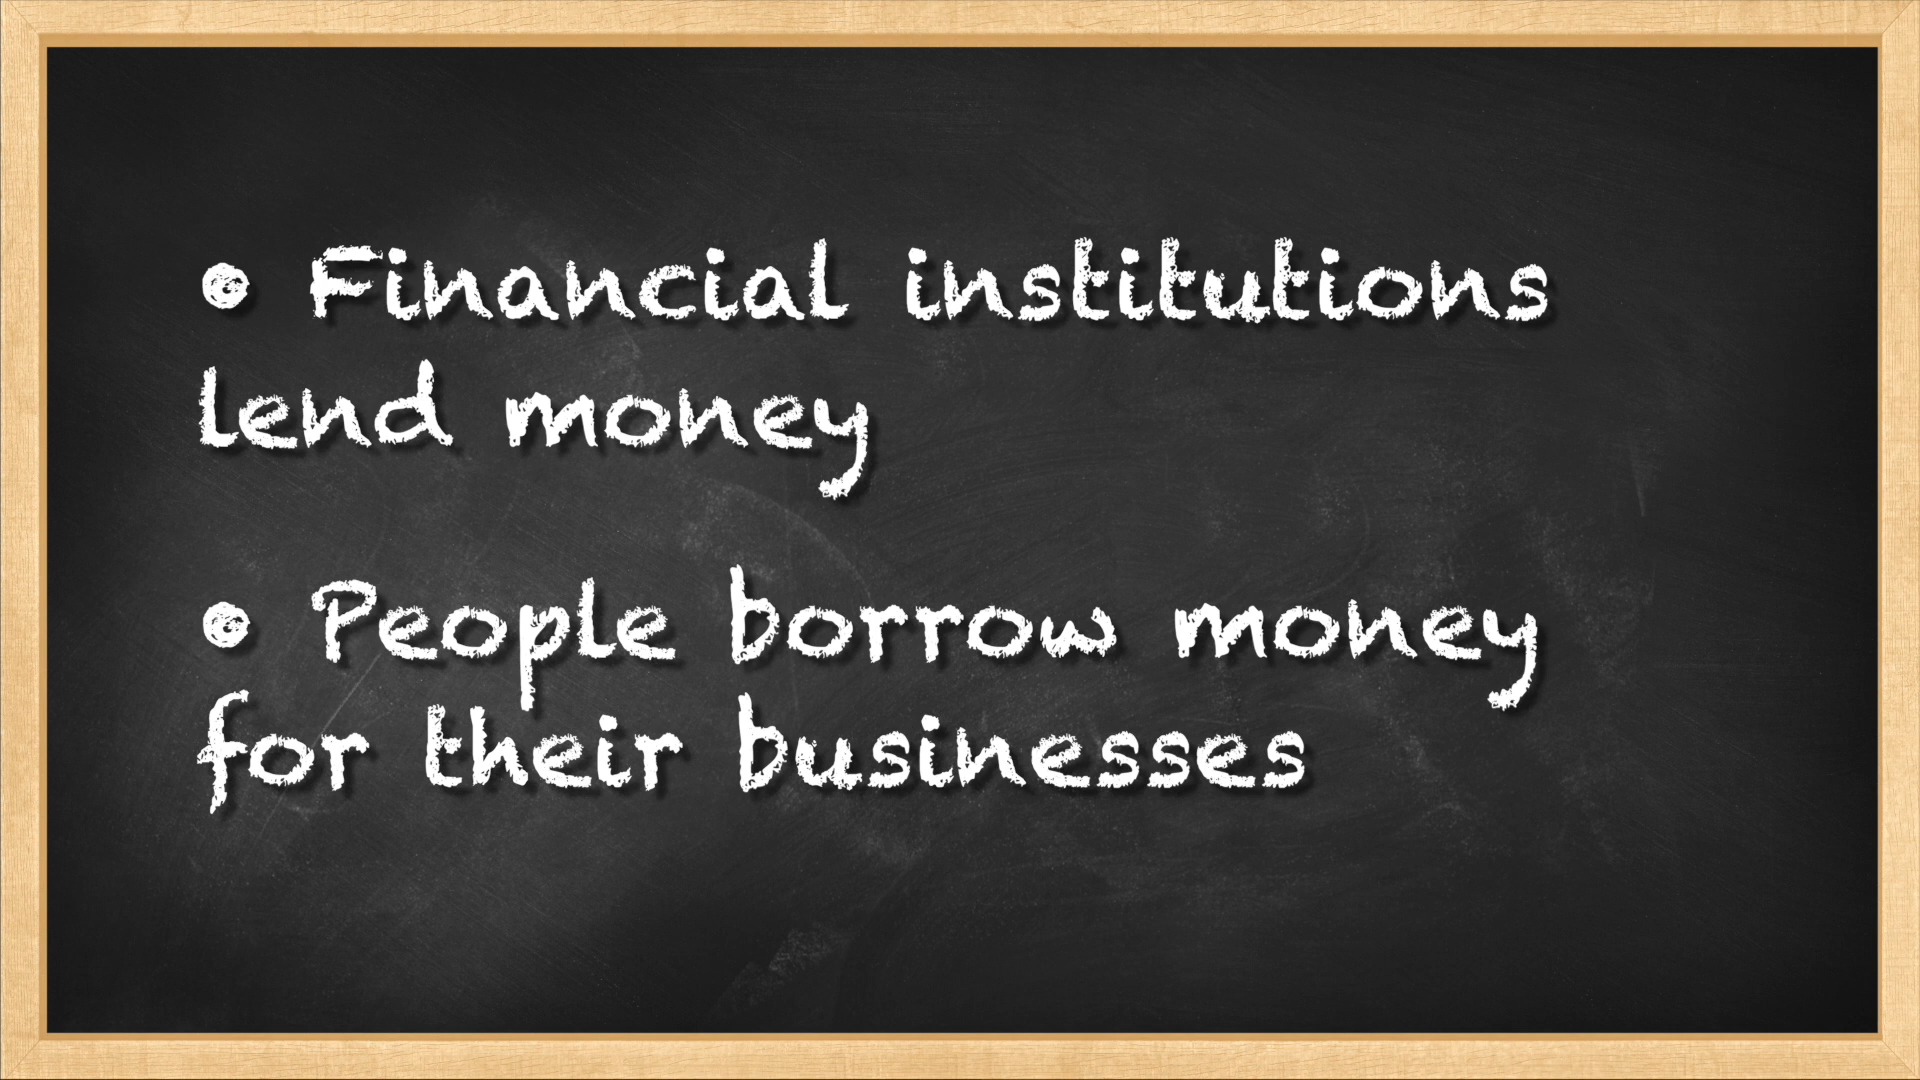 • Financial institutions
lend money
• People borrow money
for their businesses